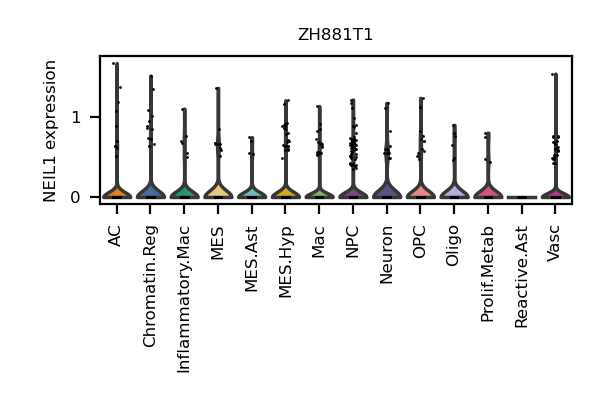 ZH881T1
NEIL1 expression
1
0
AC
Chromatin.Reg
Inflammatory.Mac
MES
MES.Ast
MES.Hyp
Mac
NPC
Neuron
OPC
Oligo
Prolif.Metab
Reactive.Ast
Vasc